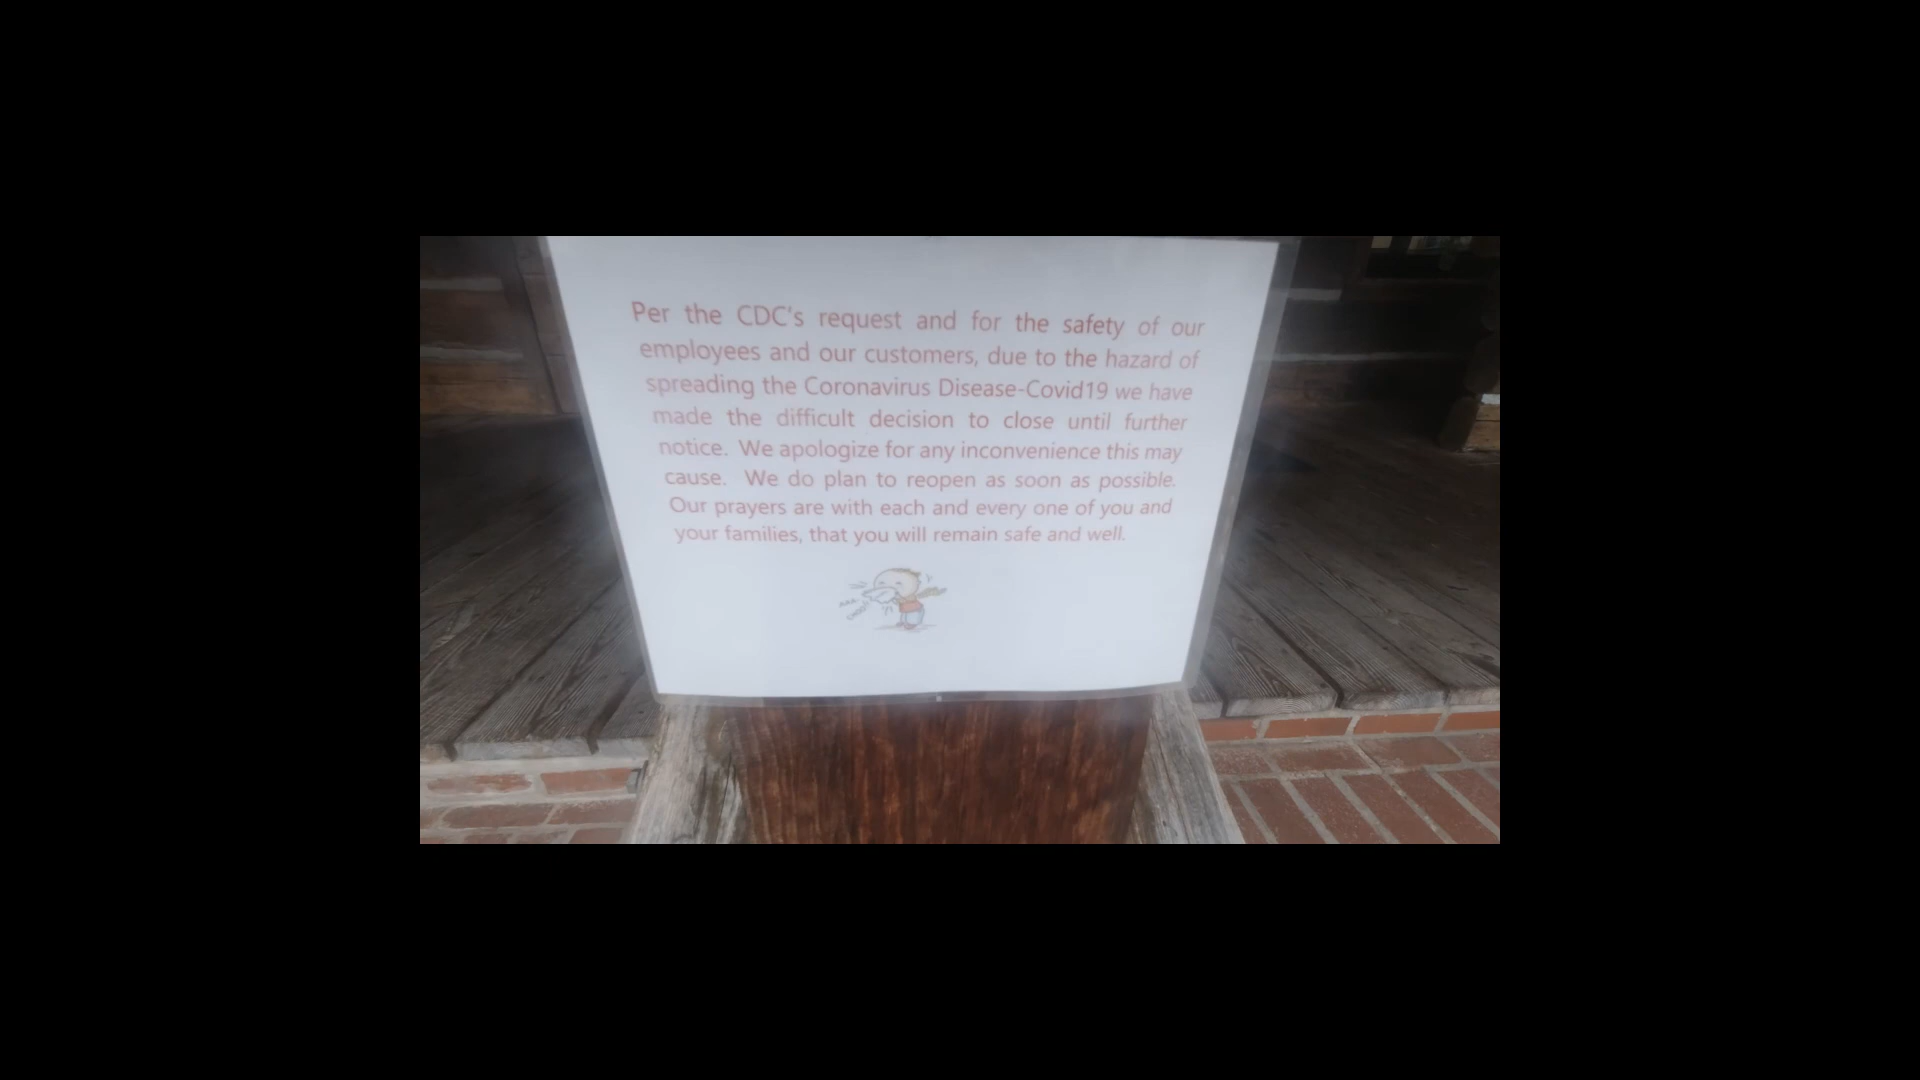 Per the CDC's request and for the safety of our
employees and our customers, due to the hazard of
spreading the Coronavirus Disease-Covid19 we have
made the difficult decision to close until further
notice. We apologize for any inconvenience this may
cause. We do plan to reopen as soon as possible.
Our prayers are with each and every one of you and
your families, that you will remain safe and well.